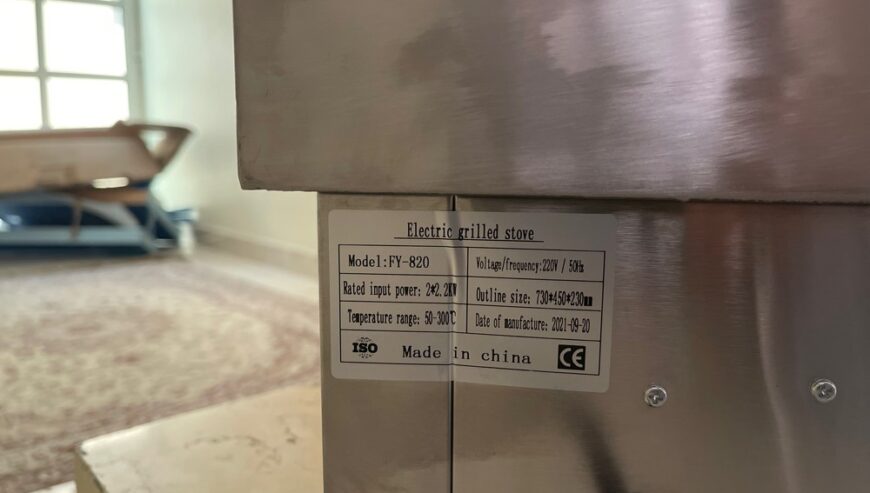 Electric grilled stove
Model:FY-820
Voltage/frequency:220V / 50Hz
Rated input power: 2*2.2KW
Outline size: 730*450*230mm
Temperature range: 50-300℃
Date of manufacture: 2021-09-20
ISO
Made in china
CE